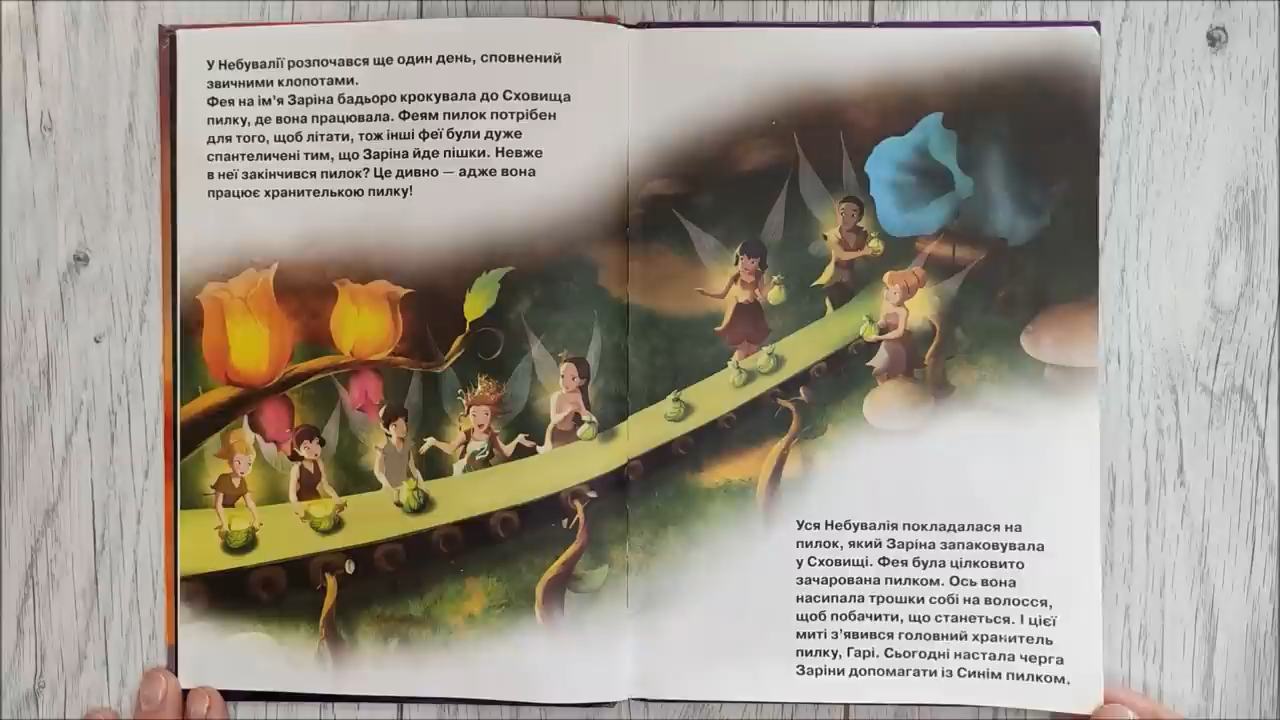 У Небувалії розпочався ще один день, сповнений
звичними клопотами.
Фея на ім'я Заріна бадьоро крокувала до Сховища
пилку, де вона працювала. Феям пилок потрібен
для того, щоб літати, тож інші феї були дуже
спантеличені тим, що Заріна йде пішки. Невже
в неї закінчився пилок? Це дивно — адже вона
працює хранителькою пилку!
Уся Небувалія покладалася на
пилок, який Заріна запаковувала
у Сховищі. Фея була цілковито
зачарована пилком. Ось вона
насипала трошки собі на волосся,
щоб побачити, що станеться. І цієї
миті з'явився головний хранитель
пилку, Гарі. Сьогодні настала черга
Заріни допомагати із Синім пилком.